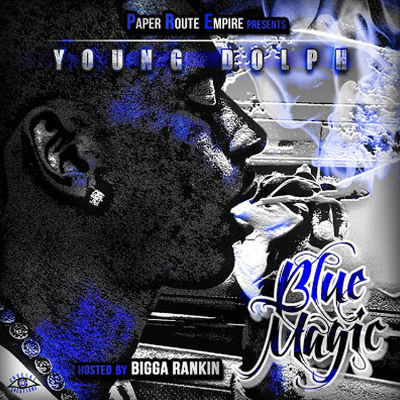 PAPER ROUTE EMPIRE PRESENTS
YOUNG DOLPH
Blue
Magic
HOSTED BY BIGGA RANKIN